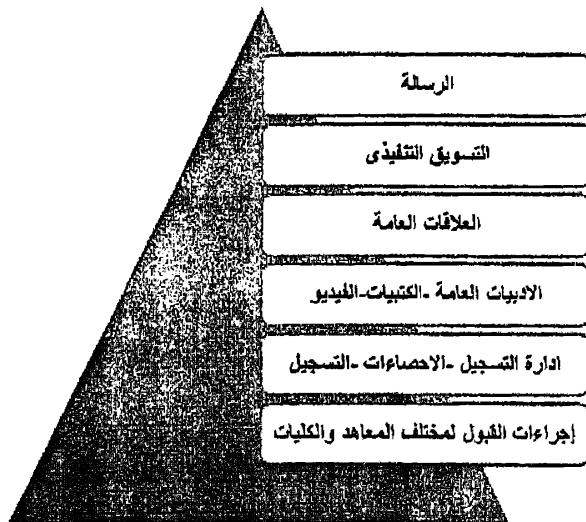 الرسالة
التسويق التنفيذى
العلاقات العامة
الادبيات العامة -الكتيبات-الفيديو
ادارة التسجيل -الاحصاءات -التسجيل
إجراءات القبول لمختلف المعاهد والكليات